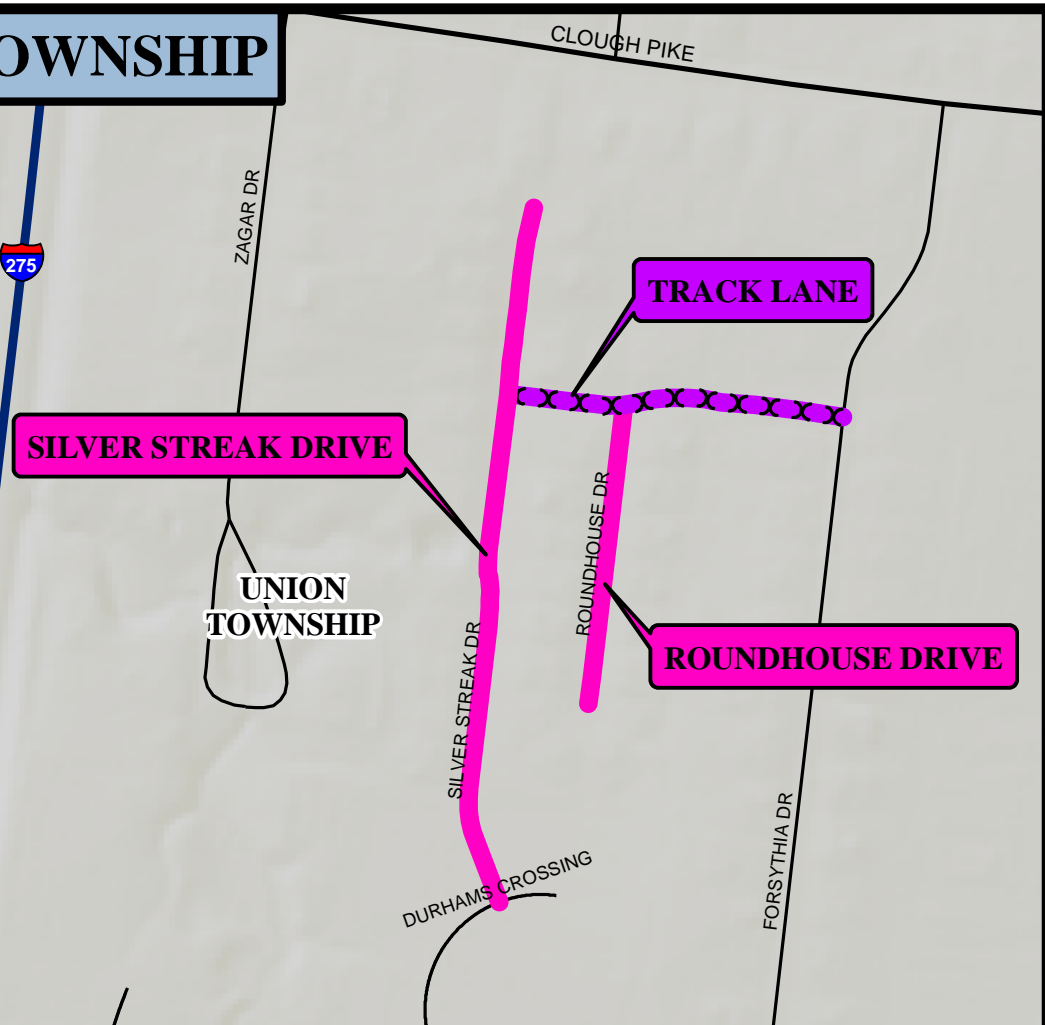 OWNSHIP
CLOUGH PIKE
ZAGAR DR
275
TRACK LANE
SILVER STREAK DRIVE
ROUNDHOUSE DR
UNION
TOWNSHIP
SILVER STREAK DR
ROUNDHOUSE DRIVE
FORSYTHIA DR
DURHAMS CROSSING